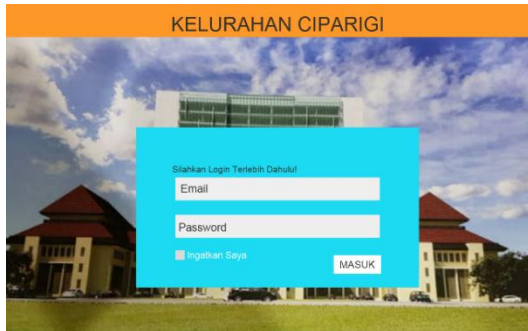 KELURAHAN CIPARIGI
Silahkan Login Terlebih Dahulu!
Email
Password
Ingatkan Saya
MASUK